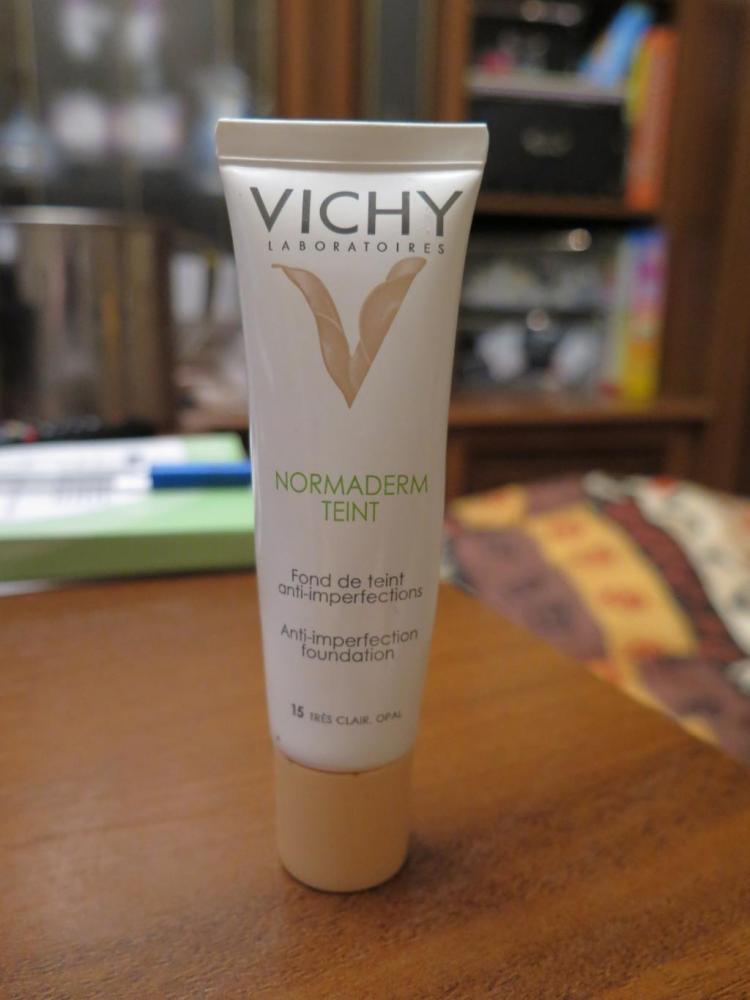 VICHY
LABORATOIRES
NORMADERM
TEINT
Fond de teint
anti-imperfections
Anti-imperfection
foundation
15 TRÈS CLAIR, OPAL